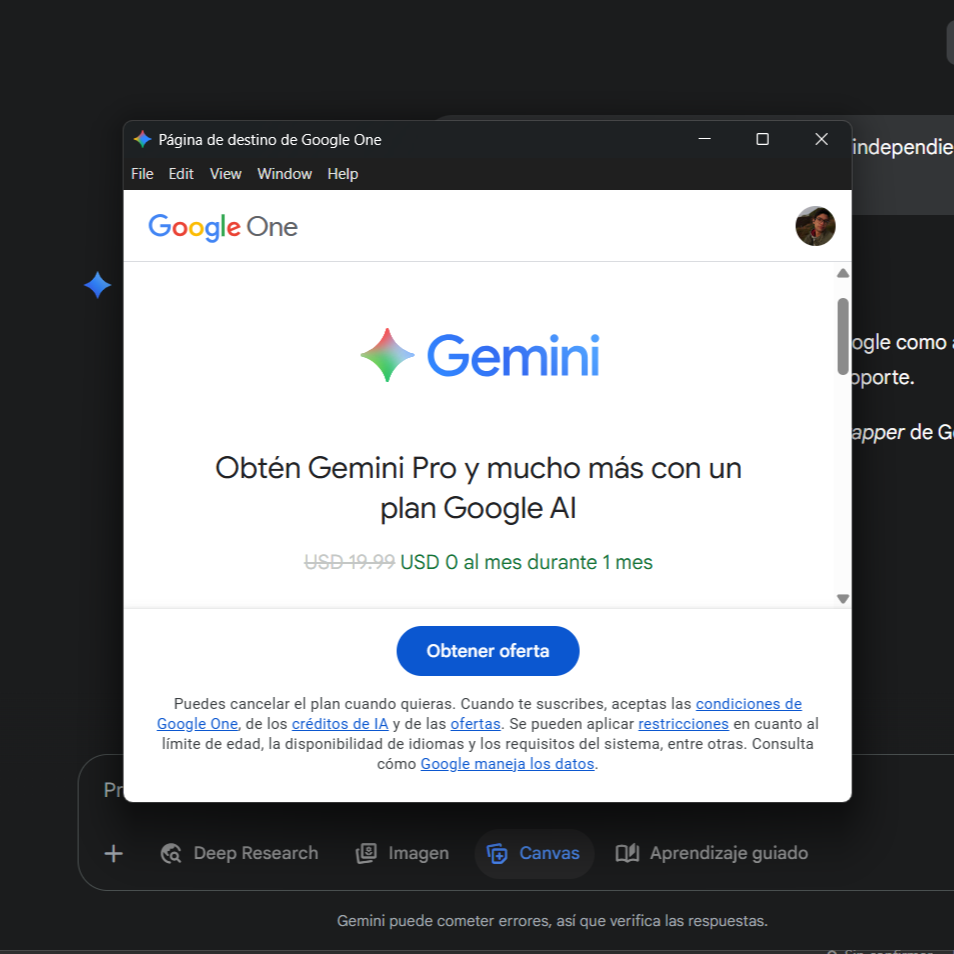 Página de destino de Google One
File Edit View Window Help
Google One
Gemini
Obtén Gemini Pro y mucho más con un
plan Google AI
USD 19.99 USD 0 al mes durante 1 mes
Obtener oferta
Puedes cancelar el plan cuando quieras. Cuando te suscribes, aceptas las condiciones de
Google One, de los créditos de IA y de las ofertas. Se pueden aplicar restricciones en cuanto al
límite de edad, la disponibilidad de idiomas y los requisitos del sistema, entre otras. Consulta
cómo Google maneja los datos.
independie
ogle como
oporte.
apper de G
Pr
Deep Research Imagen Canvas Aprendizaje guiado
Gemini puede cometer errores, así que verifica las respuestas.